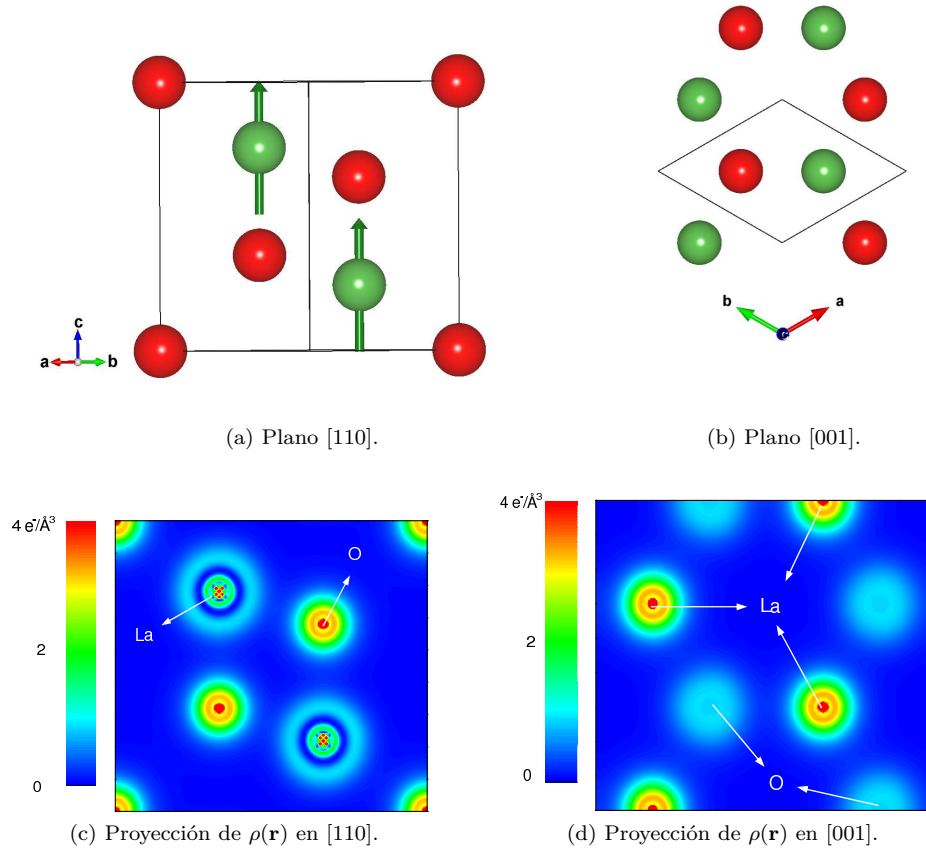 c
a
b
b
a
(a) Plano [110].
(b) Plano [001].
4 e⁻/Å³
2
0
La
O
4 e⁻/Å³
2
0
La
O
(c) Proyección de ρ(r) en [110].
(d) Proyección de ρ(r) en [001].